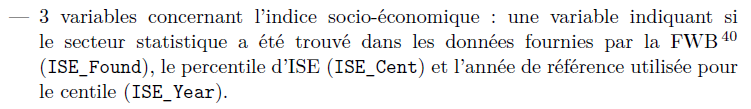 — 3 variables concernant l'indice socio-économique : une variable indiquant si
le secteur statistique a été trouvé dans les données fournies par la FWB 40
(ISE_Found), le percentile d'ISE (ISE_Cent) et l'année de référence utilisée pour
le centile (ISE_Year).